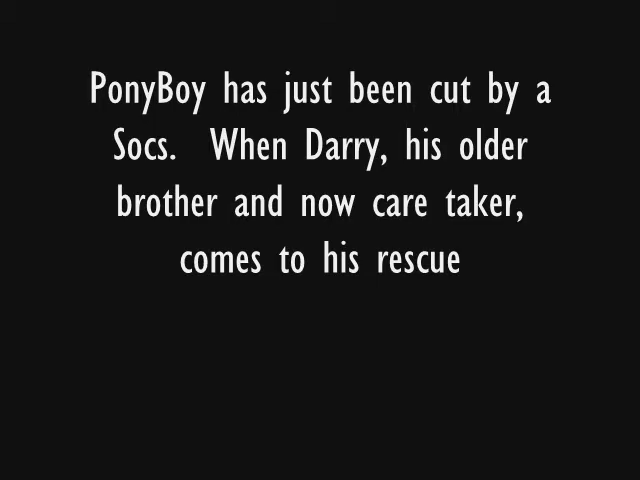 PonyBoy has just been cut by a
Socs.  When Darry, his older
brother and now care taker,
comes to his rescue